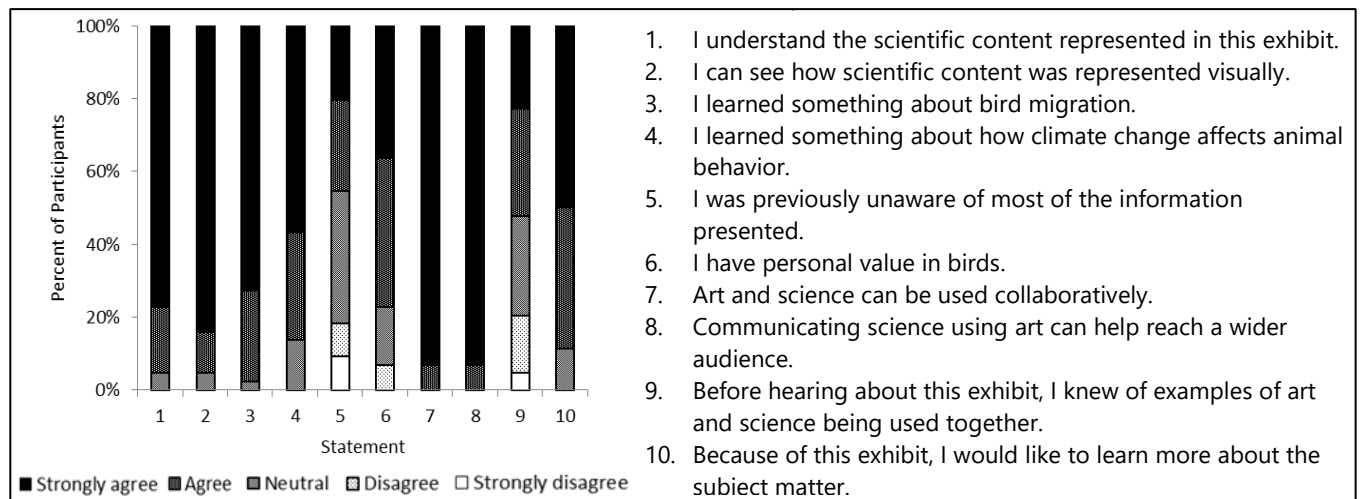 100%
80%
60%
40%
20%
0%
Percent of Participants
1 2 3 4 5 6 7 8 9 10
Statement
Strongly agree Agree Neutral Disagree Strongly disagree
1. I understand the scientific content represented in this exhibit.
2. I can see how scientific content was represented visually.
3. I learned something about bird migration.
4. I learned something about how climate change affects animal
behavior.
5. I was previously unaware of most of the information
presented.
6. I have personal value in birds.
7. Art and science can be used collaboratively.
8. Communicating science using art can help reach a wider
audience.
9. Before hearing about this exhibit, I knew of examples of art
and science being used together.
10. Because of this exhibit, I would like to learn more about the
subject matter.